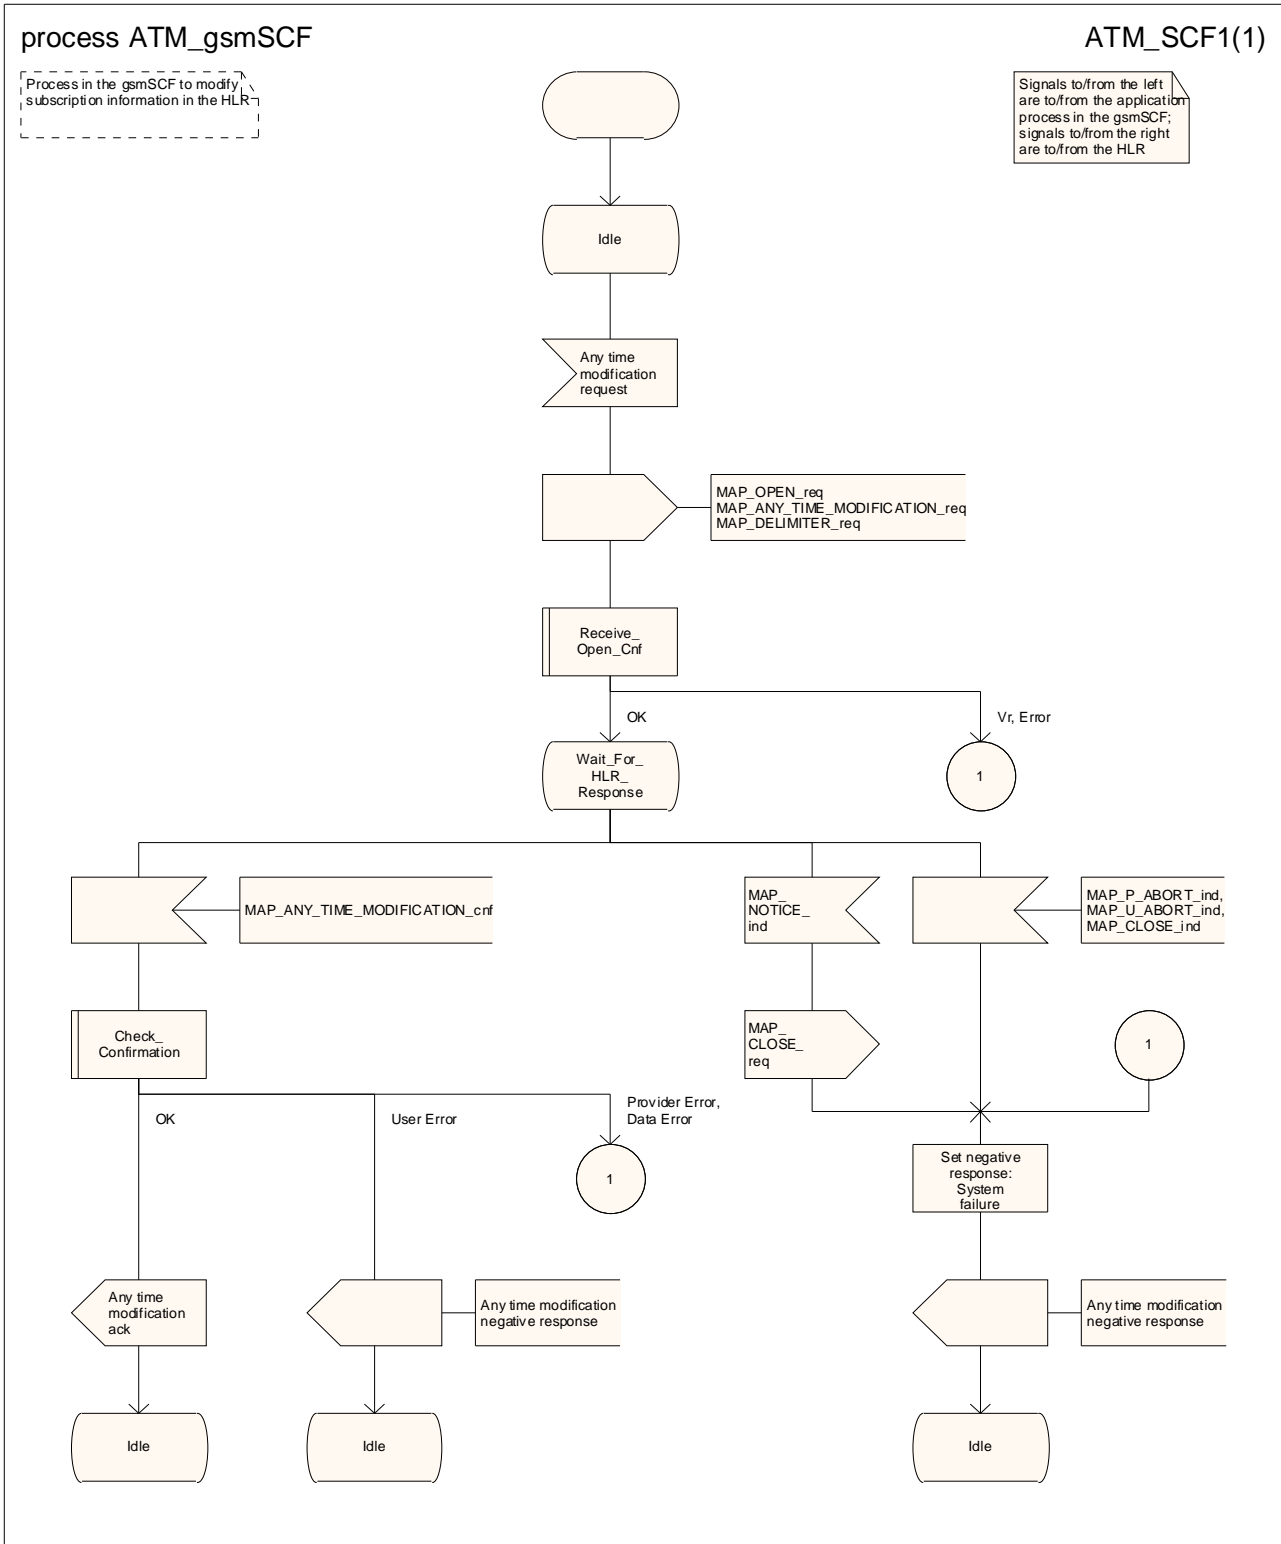 process ATM_gsmSCF
ATM_SCF1(1)
Process in the gsmSCF to modify
subscription information in the HLR
Signals to/from the left
are to/from the application
process in the gsmSCF;
signals to/from the right
are to/from the HLR
Idle
Any time
modification
request
MAP_OPEN_req
MAP_ANY_TIME_MODIFICATION_req
MAP_DELIMITER_req
Receive_
Open_Cnf
OK
Vr, Error
Wait_For_
HLR_
Response
1
MAP_ANY_TIME_MODIFICATION_cnf
MAP_
NOTICE_
ind
MAP_P_ABORT_ind,
MAP_U_ABORT_ind,
MAP_CLOSE_ind
Check_
Confirmation
MAP_
CLOSE_
req
1
OK
User Error
Provider Error,
Data Error
1
Set negative
response:
System
failure
Any time
modification
ack
Any time modification
negative response
Any time modification
negative response
Idle
Idle
Idle